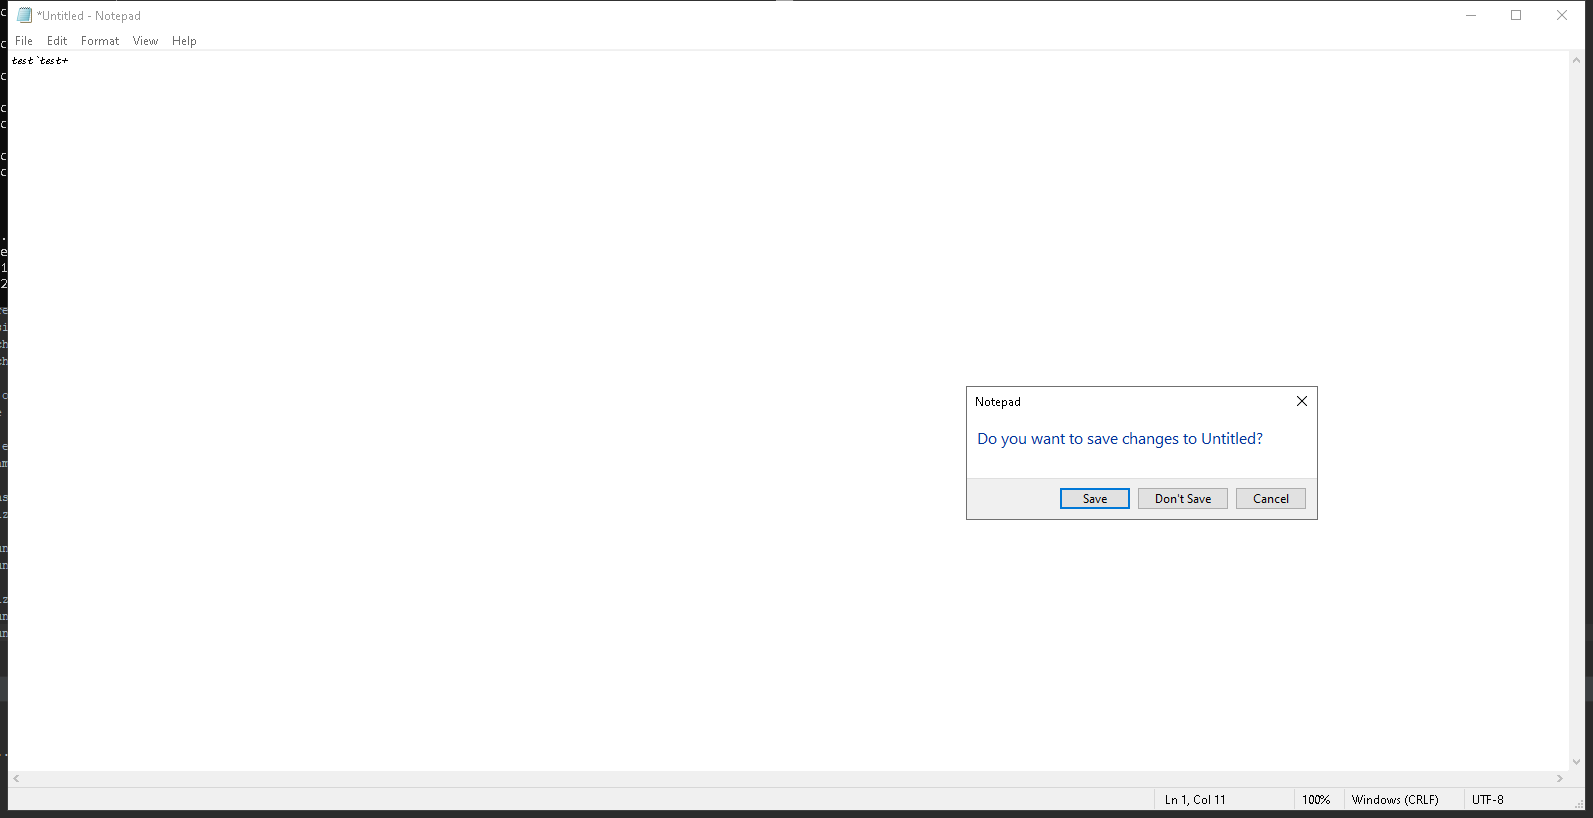 *Untitled - Notepad
File Edit Format View Help
test`test+
Notepad
Do you want to save changes to Untitled?
Save Don't Save Cancel
Ln 1, Col 11 100% Windows (CRLF) UTF-8